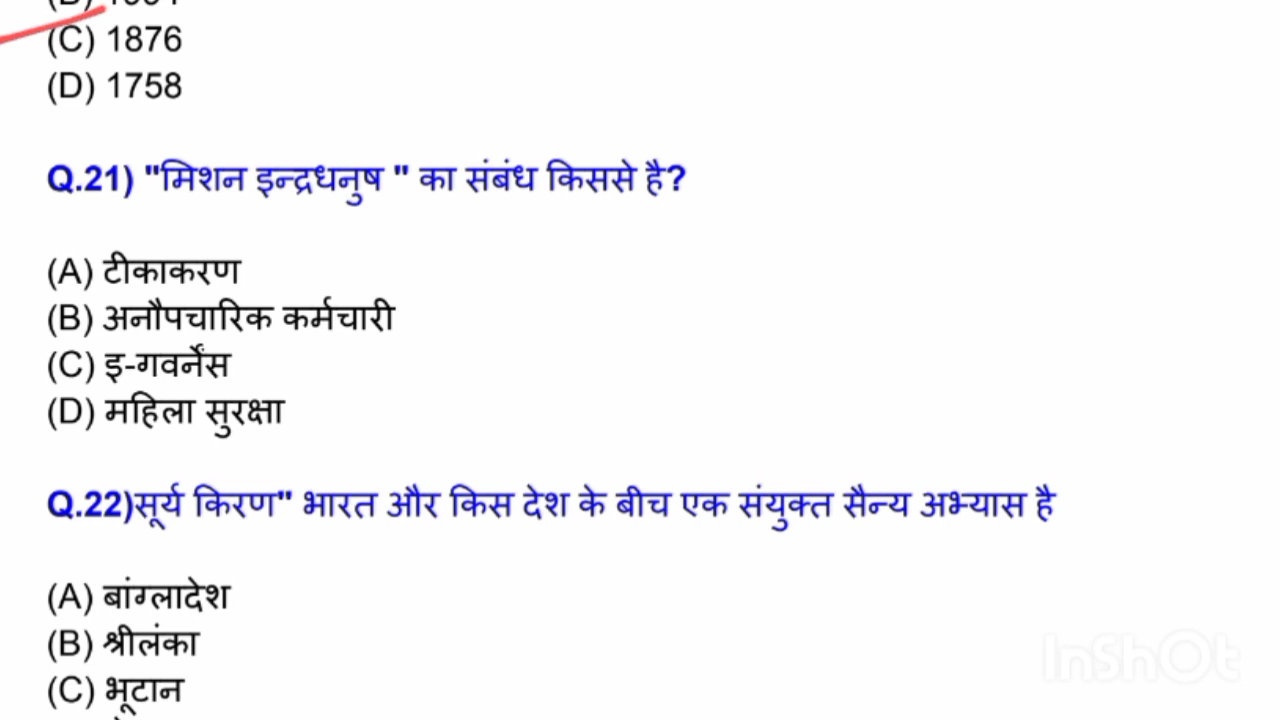 (C) 1876
(D) 1758
Q.21) "मिशन इन्द्रधनुष " का संबंध किससे है?
(A) टीकाकरण
(B) अनौपचारिक कर्मचारी
(C) इ-गवर्नेंस
(D) महिला सुरक्षा
Q.22)सूर्य किरण" भारत और किस देश के बीच एक संयुक्त सैन्य अभ्यास है
(A) बांग्लादेश
(B) श्रीलंका
(C) भूटान
InShOt